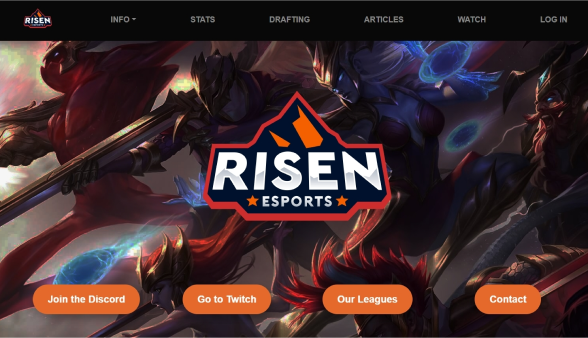 RISEN
ESPORTS
INFO
STATS
DRAFTING
ARTICLES
WATCH
LOG IN
RISEN
ESPORTS
Join the Discord
Go to Twitch
Our Leagues
Contact